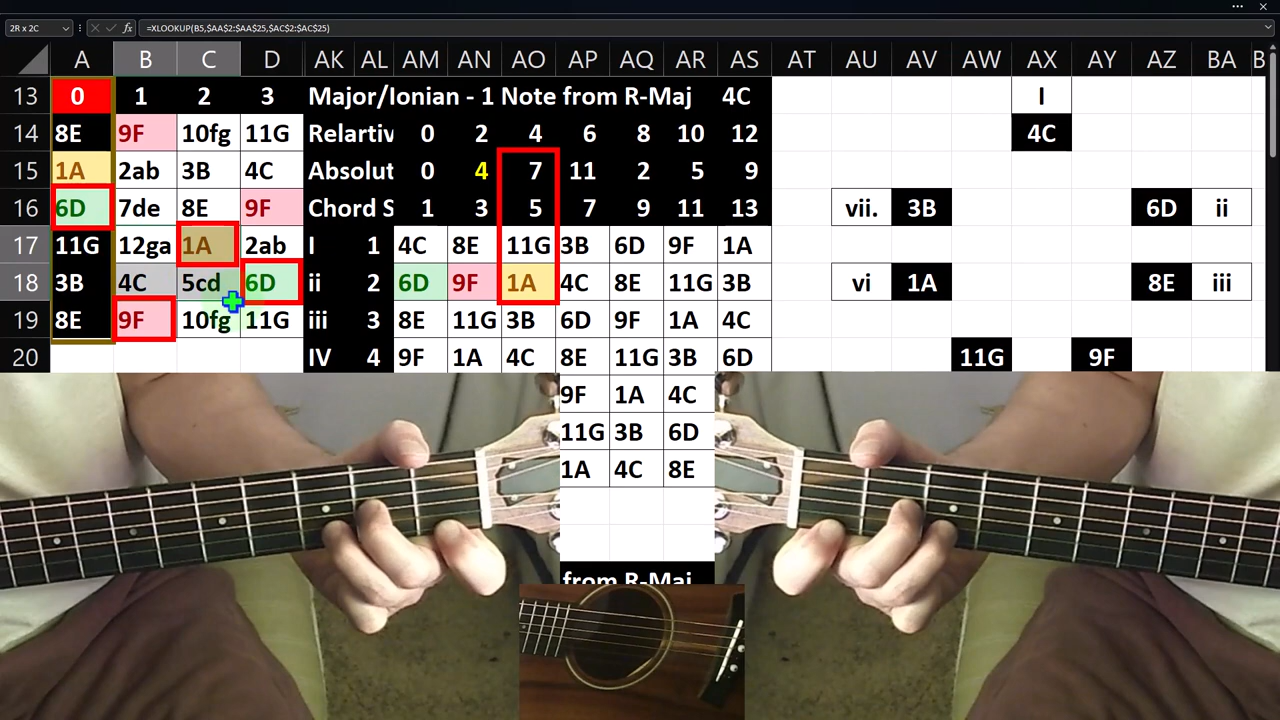 2R x 2C fx =XLOOKUP(B5,$AA$2:$AA$25,$AC$2:$AC$25)
A B C D AK AL AM AN AO AP AQ AR AS AT AU AV AW AX AY AZ BA B
13 0 1 2 3 Major/Ionian - 1 Note from R-Maj 4C I
14 8E 9F 10fg 11G Relartiv 0 2 4 6 8 10 12 4C
15 1A 2ab 3B 4C Absolut 0 4 7 11 2 5 9
16 6D 7de 8E 9F Chord S 1 3 5 7 9 11 13 vii. 3B 6D ii
17 11G 12ga 1A 2ab I 1 4C 8E 11G 3B 6D 9F 1A
18 3B 4C 5cd 6D ii 2 6D 9F 1A 4C 8E 11G 3B vi 1A 8E iii
19 8E 9F 10fg 11G iii 3 8E 11G 3B 6D 9F 1A 4C
20 IV 4 9F 1A 4C 8E 11G 3B 6D 11G 9F
9F 1A 4C
11G 3B 6D
1A 4C 8E
from R-Maj